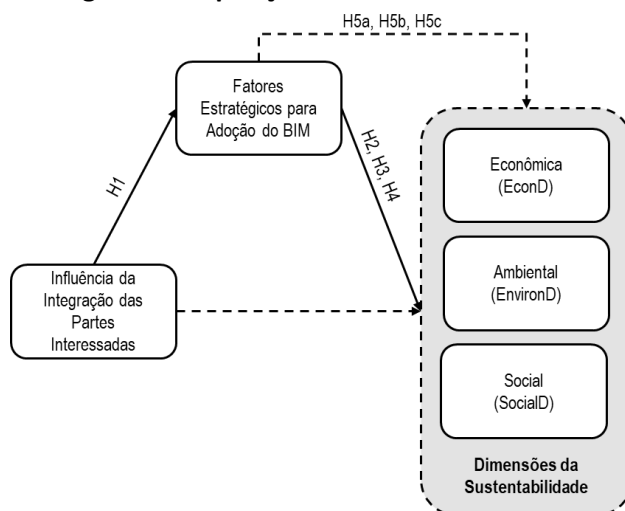 H5a, H5b, H5c
Fatores
Estratégicos para
Adoção do BIM
H1
H2, H3, H4
Econômica
(EconD)
Influência da
Integração das
Partes
Interessadas
Ambiental
(EnvironD)
Social
(SocialD)
Dimensões da
Sustentabilidade